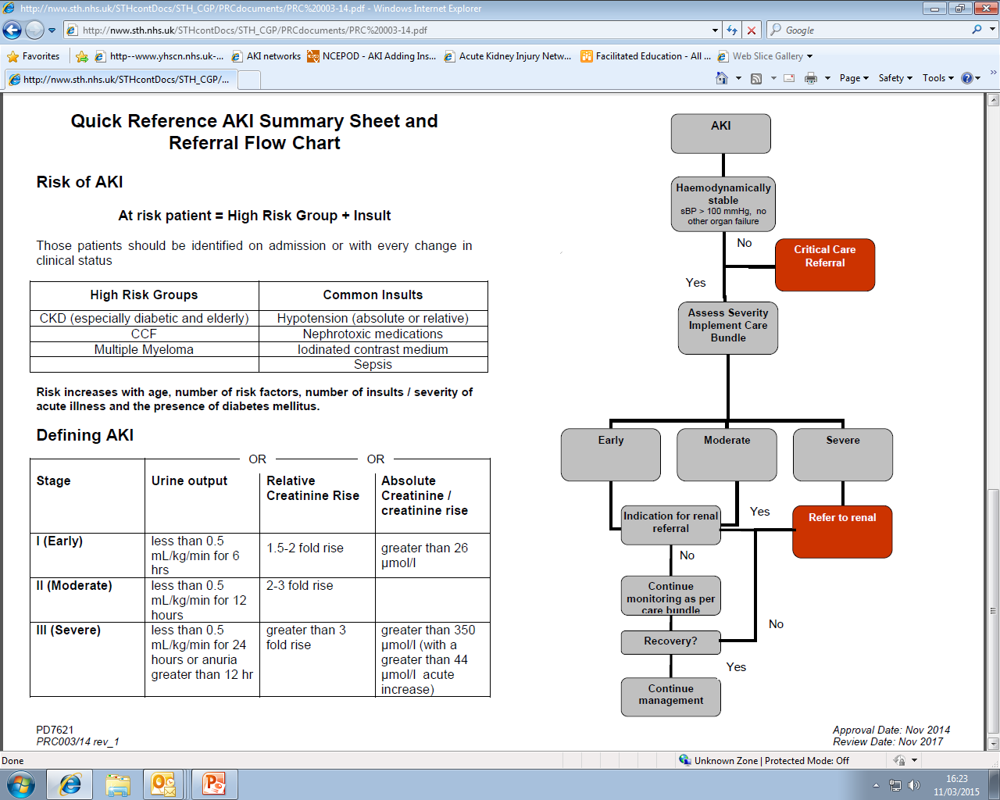 http://nww.sth.nhs.uk/STHcontDocs/STH_CGP/PRCdocuments/PRC%20003-14.pdf - Windows Internet Explorer
http://nww.sth.nhs.uk/STHcontDocs/STH_CGP/PRCdocuments/PRC%20003-14.pdf
Google
Favorites
http--www.yhscn.nhs.uk-...
AKI networks
NCEPOD - AKI Adding Ins...
Acute Kidney Injury Netw...
Facilitated Education - All ...
Web Slice Gallery
http://nww.sth.nhs.uk/STHcontDocs/STH_CGP/...
Page
Safety
Tools
Quick Reference AKI Summary Sheet and
Referral Flow Chart
Risk of AKI
At risk patient = High Risk Group + Insult
Those patients should be identified on admission or with every change in
clinical status
High Risk Groups
Common Insults
CKD (especially diabetic and elderly)
Hypotension (absolute or relative)
CCF
Nephrotoxic medications
Multiple Myeloma
Iodinated contrast medium
Sepsis
Risk increases with age, number of risk factors, number of insults / severity of
acute illness and the presence of diabetes mellitus.
Defining AKI
OR
OR
Stage
Urine output
Relative
Creatinine Rise
Absolute
Creatinine /
creatinine rise
I (Early)
less than 0.5
mL/kg/min for 6
hrs
1.5-2 fold rise
greater than 26
µmol/l
II (Moderate)
less than 0.5
mL/kg/min for 12
hours
2-3 fold rise
III (Severe)
less than 0.5
mL/kg/min for 24
hours or anuria
greater than 12 hr
greater than 3
fold rise
greater than 350
µmol/l (with a
greater than 44
µmol/l acute
increase)
PD7621
PRC003/14 rev_1
AKI
Haemodynamically
stable
sBP > 100 mmHg, no
other organ failure
No
Critical Care
Referral
Yes
Assess Severity
Implement Care
Bundle
Early
Moderate
Severe
Indication for renal
referral
Yes
Refer to renal
No
Continue
monitoring as per
care bundle
No
Recovery?
Yes
Continue
management
Approval Date: Nov 2014
Review Date: Nov 2017
Done
Unknown Zone | Protected Mode: Off
16:23
11/03/2015